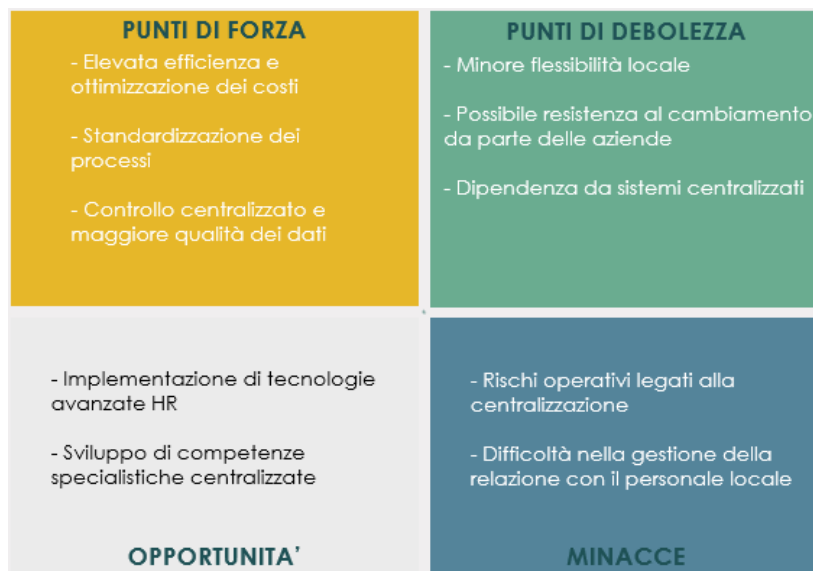 PUNTI DI FORZA
- Elevata efficienza e
ottimizzazione dei costi
- Standardizzazione dei
processi
- Controllo centralizzato e
maggiore qualità dei dati
PUNTI DI DEBOLEZZA
- Minore flessibilità locale
- Possibile resistenza al cambiamento
da parte delle aziende
- Dipendenza da sistemi centralizzati
- Implementazione di tecnologie
avanzate HR
- Sviluppo di competenze
specialistiche centralizzate
OPPORTUNITA’
- Rischi operativi legati alla
centralizzazione
- Difficoltà nella gestione della
relazione con il personale locale
MINACCE